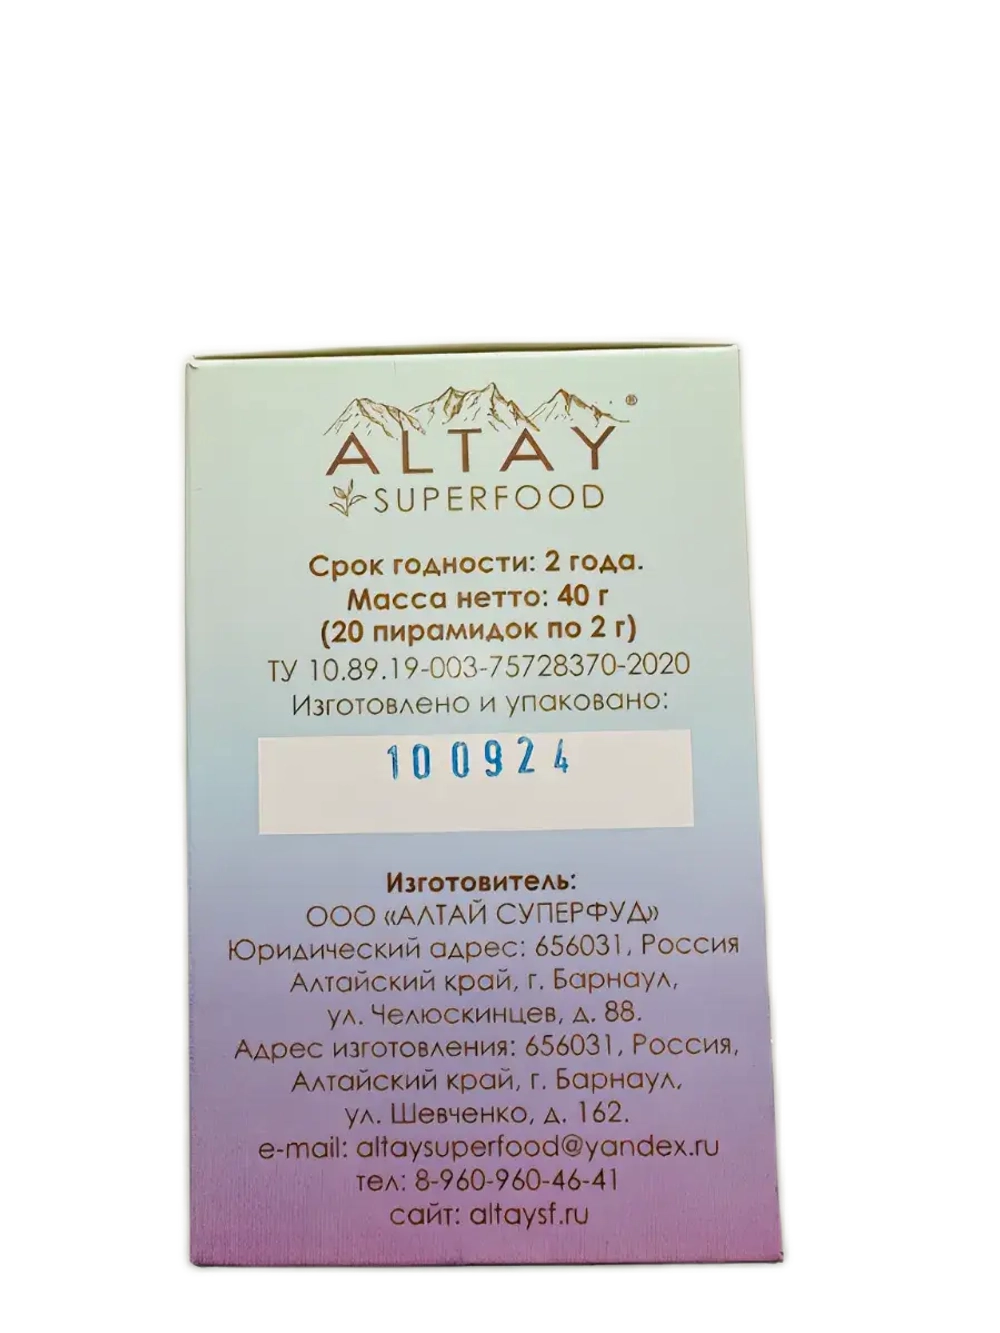 ALTAY®
SUPERFOOD
Срок годности: 2 года.
Масса нетто: 40 г
(20 пирамидок по 2 г)
ТУ 10.89.19-003-75728370-2020
Изготовлено и упаковано:
100924
Изготовитель:
ООО «АЛТАЙ СУПЕРФУД»
Юридический адрес: 656031, Россия
Алтайский край, г. Барнаул,
ул. Челюскинцев, д. 88.
Адрес изготовления: 656031, Россия,
Алтайский край, г. Барнаул,
ул. Шевченко, д. 162.
e-mail: altaysuperfood@yandex.ru
тел: 8-960-960-46-41
сайт: altaysf.ru